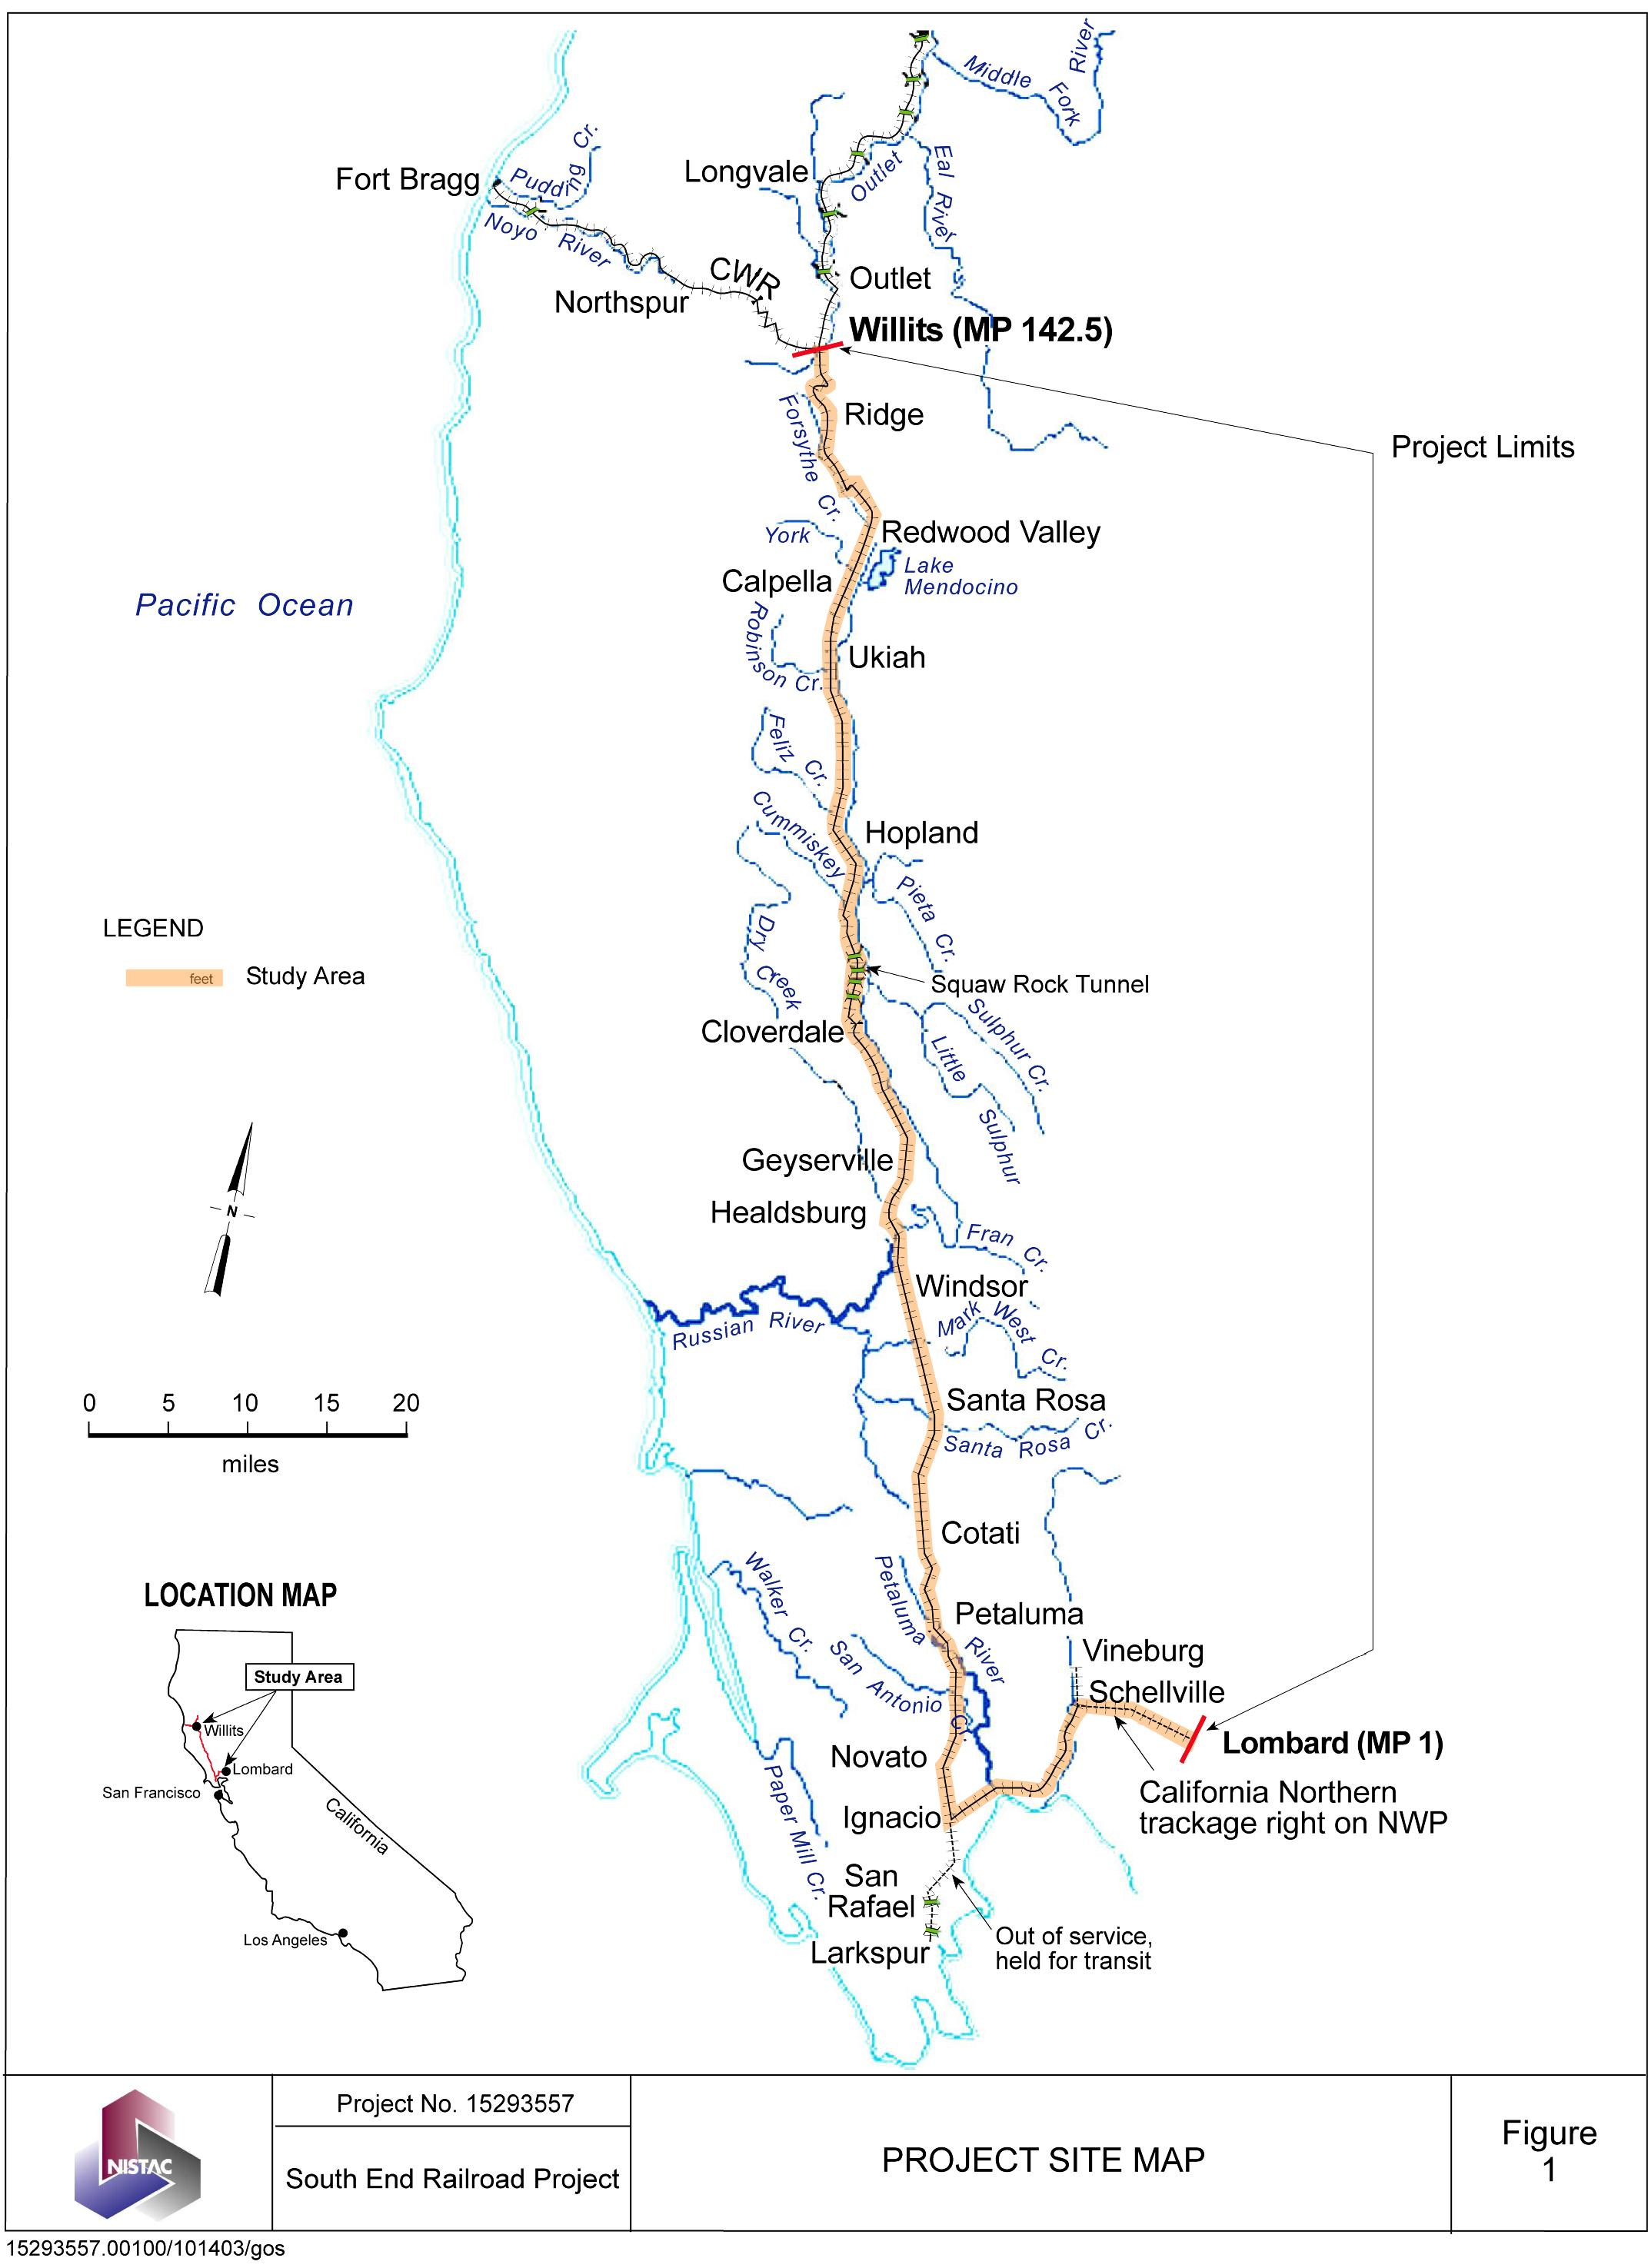 Middle
Fork
River
Pudding Cr.
Fort Bragg
Longvale
Outlet
Eal River
Noyo River
CWR
Northspur
Outlet
Willits (MP 142.5)
Ridge
Project Limits
Forsythe Cr.
York
Redwood Valley
Lake
Mendocino
Calpella
Pacific Ocean
Robinson Cr.
Ukiah
Feliz Cr.
Cummiskey
Hopland
Pieta Cr.
LEGEND
feet
Study Area
Dry Creek
Squaw Rock Tunnel
Sulphur Cr.
Cloverdale
Little Sulphur
Geyserville
N
Healdsburg
Fran Cr.
Windsor
Russian River
Mark West Cr.
0 5 10 15 20
miles
Santa Rosa
Santa Rosa Cr.
Cotati
Walker Cr.
Petaluma River
Petaluma
San Antonio C.
Vineburg
Schellville
Lombard (MP 1)
Novato
California Northern
trackage right on NWP
Paper Mill Cr.
Ignacio
San
Rafael
Out of service,
held for transit
Larkspur
LOCATION MAP
Study Area
Willits
Lombard
San Francisco
California
Los Angeles
NISTAC
Project No. 15293557
South End Railroad Project
PROJECT SITE MAP
Figure
1
15293557.00100/101403/gos